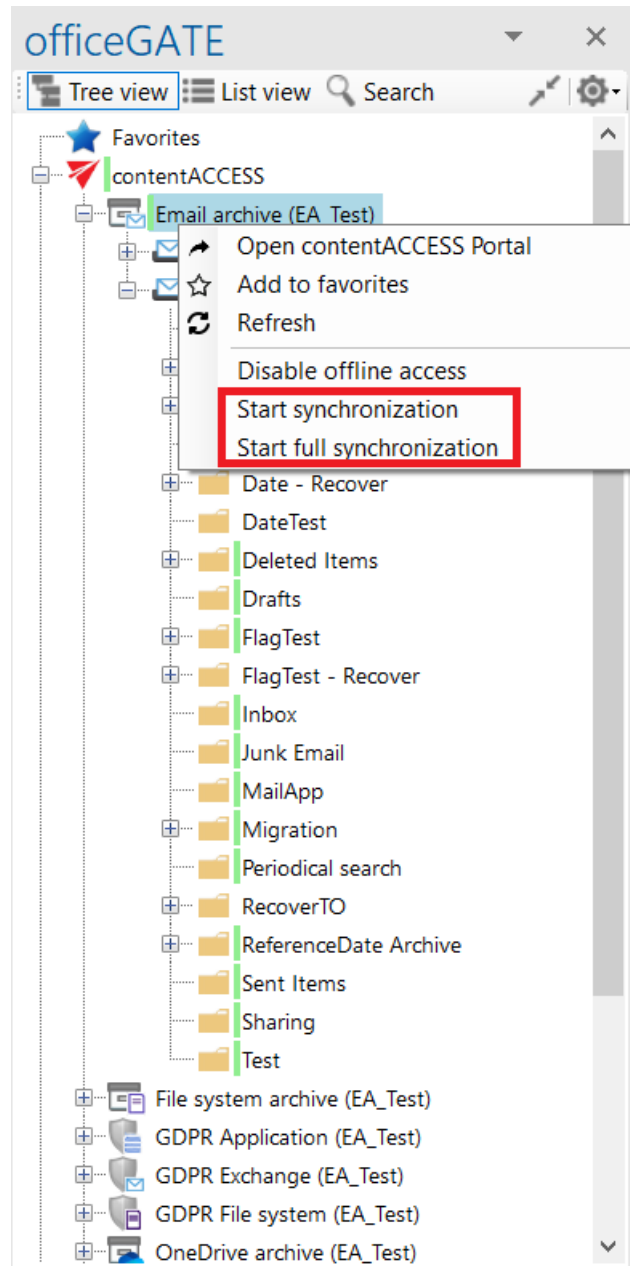 officeGATE
Tree view List view Search
Favorites
contentACCESS
Email archive (EA_Test)
Open contentACCESS Portal
Add to favorites
Refresh
Disable offline access
Start synchronization
Start full synchronization
Date - Recover
DateTest
Deleted Items
Drafts
FlagTest
FlagTest - Recover
Inbox
Junk Email
MailApp
Migration
Periodical search
RecoverTO
ReferenceDate Archive
Sent Items
Sharing
Test
File system archive (EA_Test)
GDPR Application (EA_Test)
GDPR Exchange (EA_Test)
GDPR File system (EA_Test)
OneDrive archive (EA_Test)